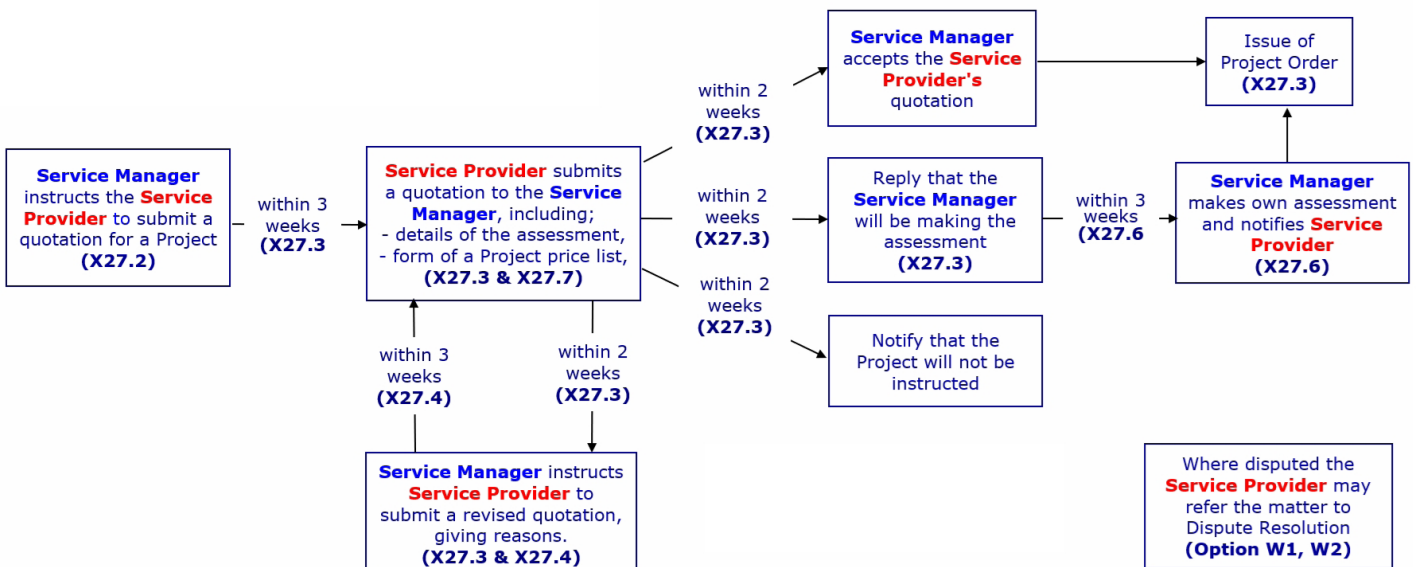 Service Manager
instructs the Service
Provider to submit a
quotation for a Project
(X27.2)
within 3
weeks
(X27.3
Service Provider submits
a quotation to the Service
Manager, including;
- details of the assessment,
- form of a Project price list,
(X27.3 & X27.7)
within 3
weeks
(X27.4)
within 2
weeks
(X27.3)
Service Manager instructs
Service Provider to
submit a revised quotation,
giving reasons.
(X27.3 & X27.4)
within 2
weeks
(X27.3)
Service Manager
accepts the Service
Provider's
quotation
Issue of
Project Order
(X27.3)
within 2
weeks
(X27.3)
Reply that the
Service Manager
will be making the
assessment
(X27.3)
within 3
weeks
(X27.6
Service Manager
makes own assessment
and notifies Service
Provider
(X27.6)
within 2
weeks
(X27.3)
Notify that the
Project will not be
instructed
Where disputed the
Service Provider may
refer the matter to
Dispute Resolution
(Option W1, W2)